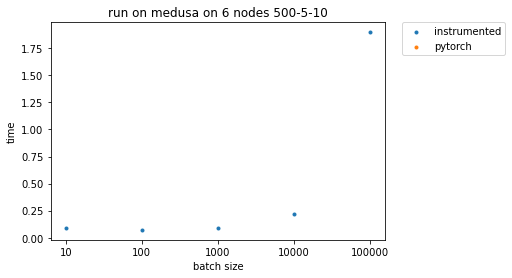 run on medusa on 6 nodes 500-5-10
instrumented
pytorch
time
1.75
1.50
1.25
1.00
0.75
0.50
0.25
0.00
10 100 1000 10000 100000
batch size